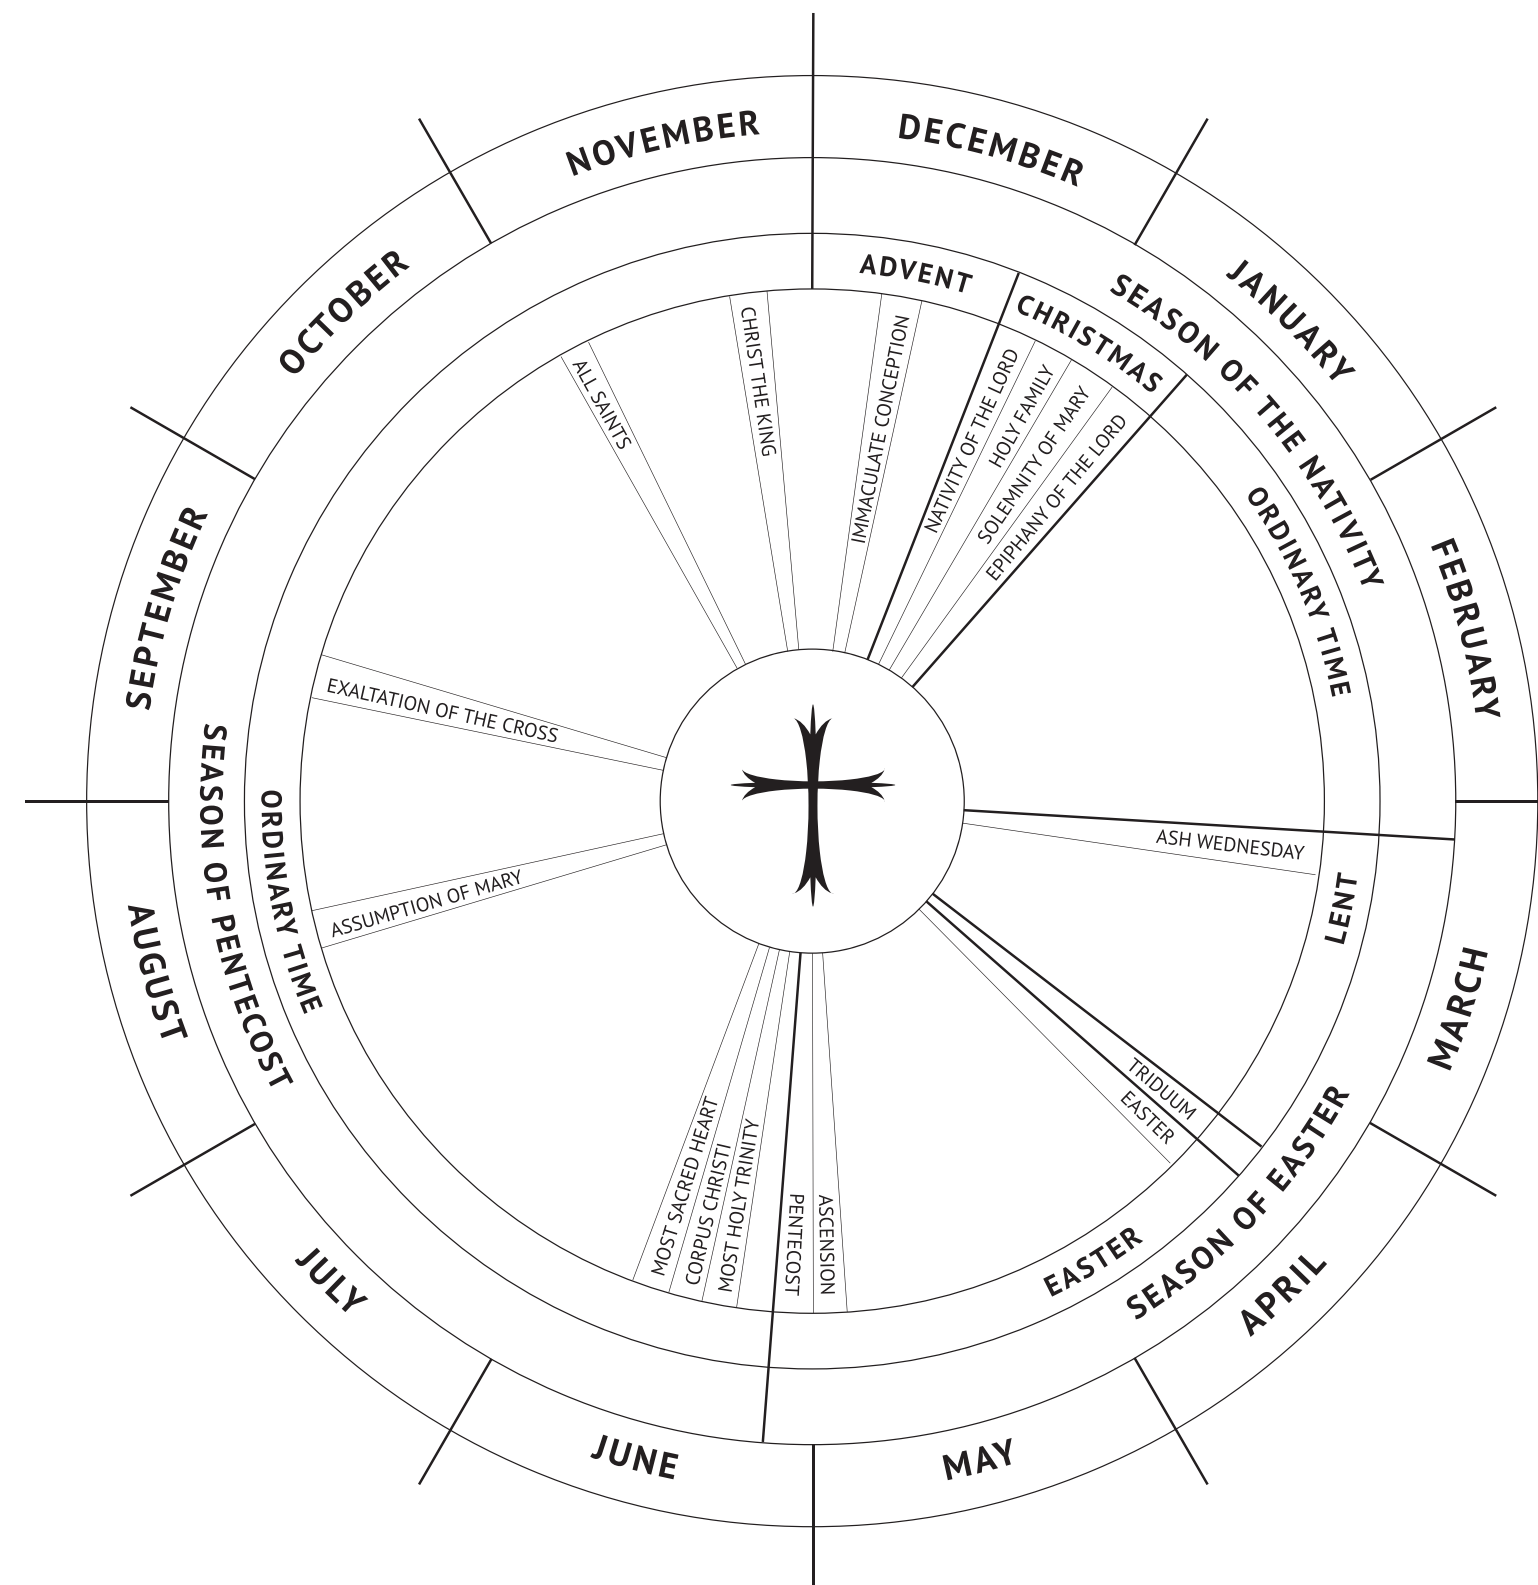 DECEMBER
JANUARY
FEBRUARY
MARCH
APRIL
MAY
JUNE
JULY
AUGUST
SEPTEMBER
OCTOBER
NOVEMBER
SEASON OF THE NATIVITY
SEASON OF EASTER
SEASON OF PENTECOST
ADVENT
CHRISTMAS
ORDINARY TIME
LENT
EASTER
ORDINARY TIME
IMMACULATE CONCEPTION
NATIVITY OF THE LORD
HOLY FAMILY
SOLEMNITY OF MARY
EPIPHANY OF THE LORD
ASH WEDNESDAY
TRIDUUM
EASTER
ASCENSION
PENTECOST
MOST HOLY TRINITY
CORPUS CHRISTI
MOST SACRED HEART
ASSUMPTION OF MARY
EXALTATION OF THE CROSS
ALL SAINTS
CHRIST THE KING